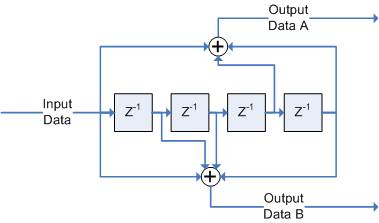 Output
Data A
+
Input
Data
Z-1
Z-1
Z-1
Z-1
+
Output
Data B